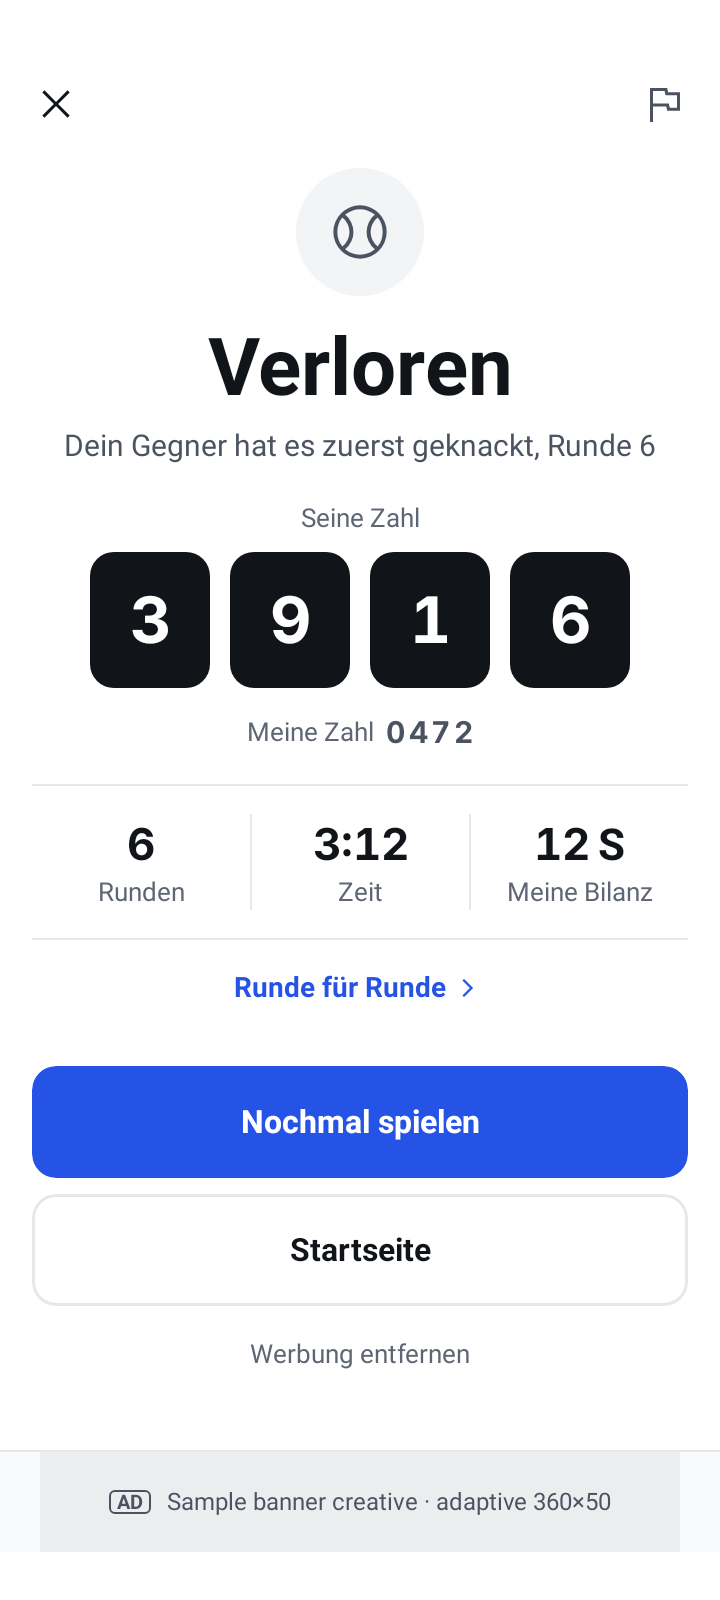 Verloren
Dein Gegner hat es zuerst geknackt, Runde 6
Seine Zahl
3 9 1 6
Meine Zahl 0472
6 3:12 12 S
Runden Zeit Meine Bilanz
Runde für Runde
Nochmal spielen
Startseite
Werbung entfernen
AD Sample banner creative · adaptive 360×50